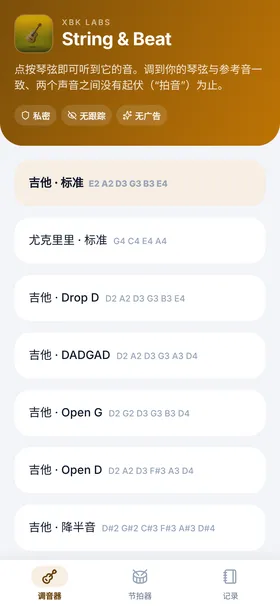 XBK LABS
String & Beat
点按琴弦即可听到它的音。调到你的琴弦与参考音一
致、两个声音之间没有起伏（“拍音”）为止。
私密 无跟踪 无广告
吉他 · 标准 E2 A2 D3 G3 B3 E4
尤克里里 · 标准 G4 C4 E4 A4
吉他 · Drop D D2 A2 D3 G3 B3 E4
吉他 · DADGAD D2 A2 D3 G3 A3 D4
吉他 · Open G D2 G2 D3 G3 B3 D4
吉他 · Open D D2 A2 D3 F#3 A3 D4
吉他 · 降半音 D#2 G#2 C#3 F#3 A#3 D#4
调音器 节拍器 记录